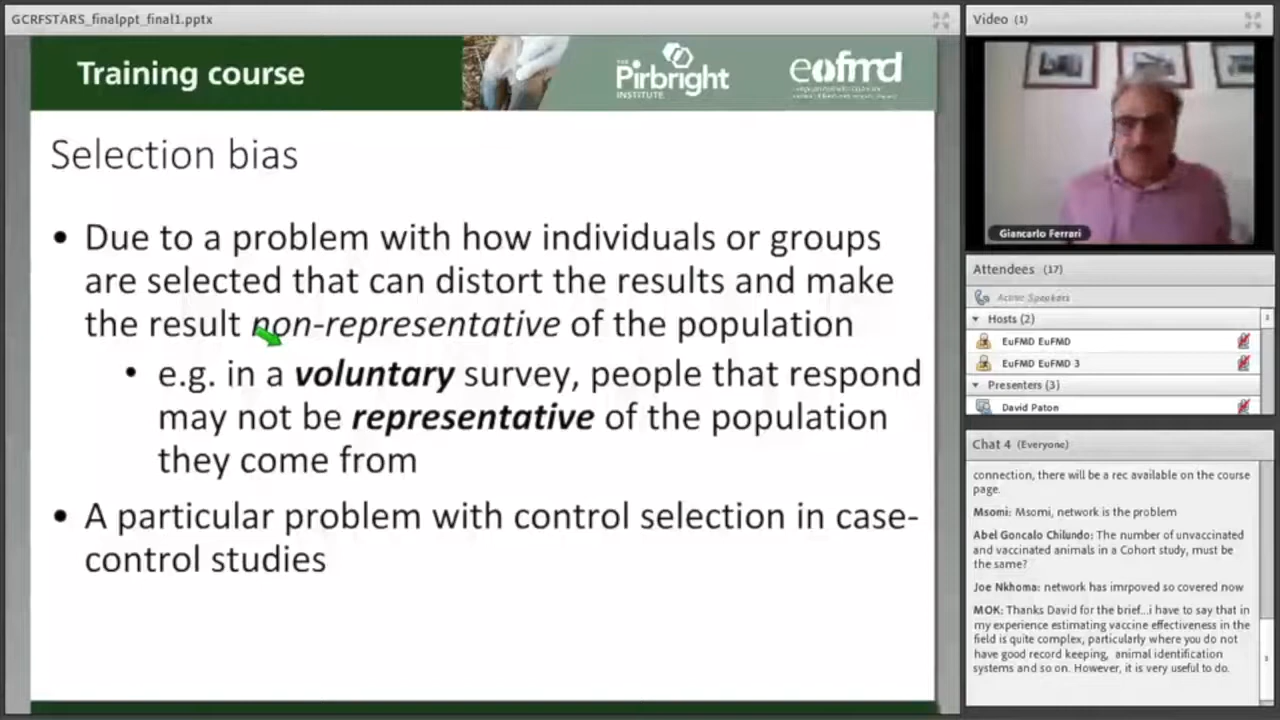 GCRFSTARS_finalppt_final1.pptx
Training course
THE
Pirbright
INSTITUTE
eofmd
Selection bias
• Due to a problem with how individuals or groups
are selected that can distort the results and make
the result non-representative of the population
• e.g. in a voluntary survey, people that respond
may not be representative of the population
they come from
• A particular problem with control selection in case-
control studies
Video (1)
Giancarlo Ferrari
Attendees (17)
Active Speakers
Hosts (2)
EuFMD EuFMD
EuFMD EuFMD 3
Presenters (3)
David Paton
Chat 4 (Everyone)
connection, there will be a rec available on the course
page.
Msomi: Msomi, network is the problem
Abel Goncalo Chilundo: The number of unvaccinated
and vaccinated animals in a Cohort study, must be
the same?
Joe Nkhoma: network has imrpoved so covered now
MOK: Thanks David for the brief...i have to say that in
my experience estimating vaccine effectiveness in the
field is quite complex, particularly where you do not
have good record keeping, animal identification
systems and so on. However, it is very useful to do.